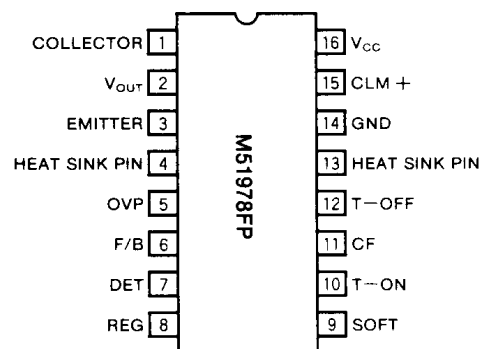 COLLECTOR 1 16 VCC
VOUT 2 15 CLM +
EMITTER 3 14 GND
HEAT SINK PIN 4 13 HEAT SINK PIN
OVP 5 12 T-OFF
F/B 6 11 CF
DET 7 10 T-ON
REG 8 9 SOFT
M51978FP